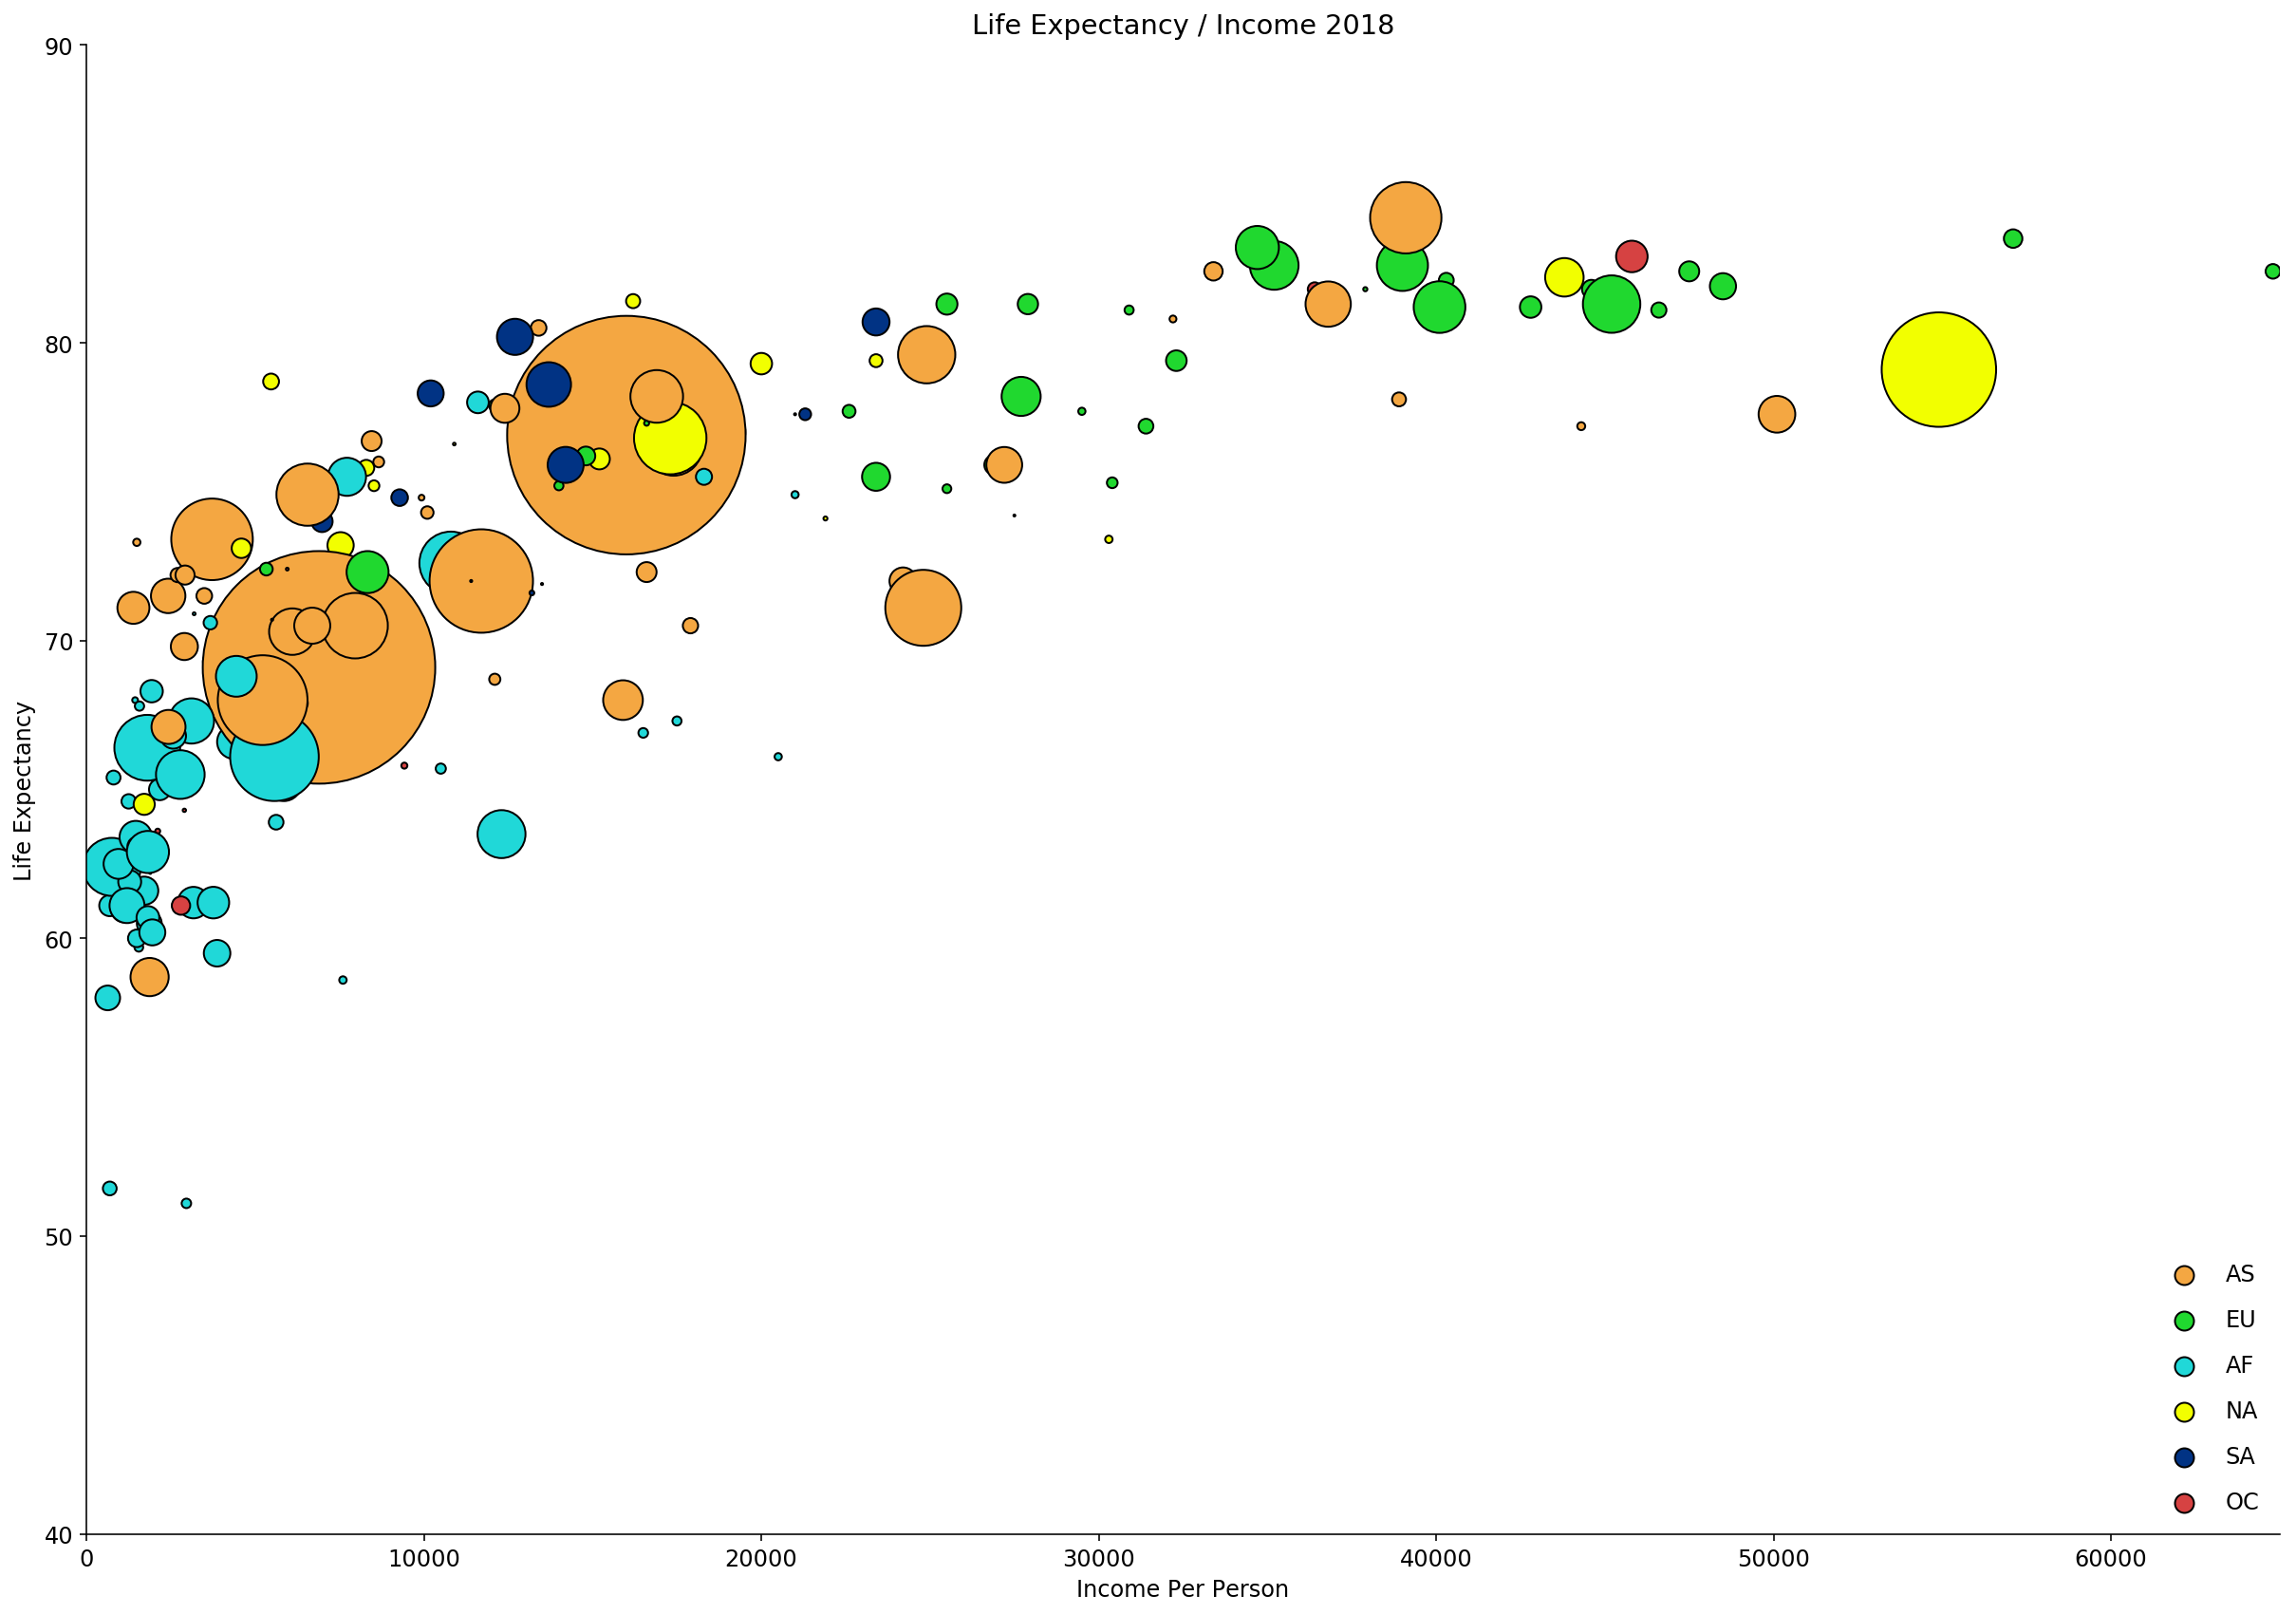 Life Expectancy / Income 2018
90
80
70
60
50
40
Life Expectancy
0 10000 20000 30000 40000 50000 60000
Income Per Person
AS
EU
AF
NA
SA
OC